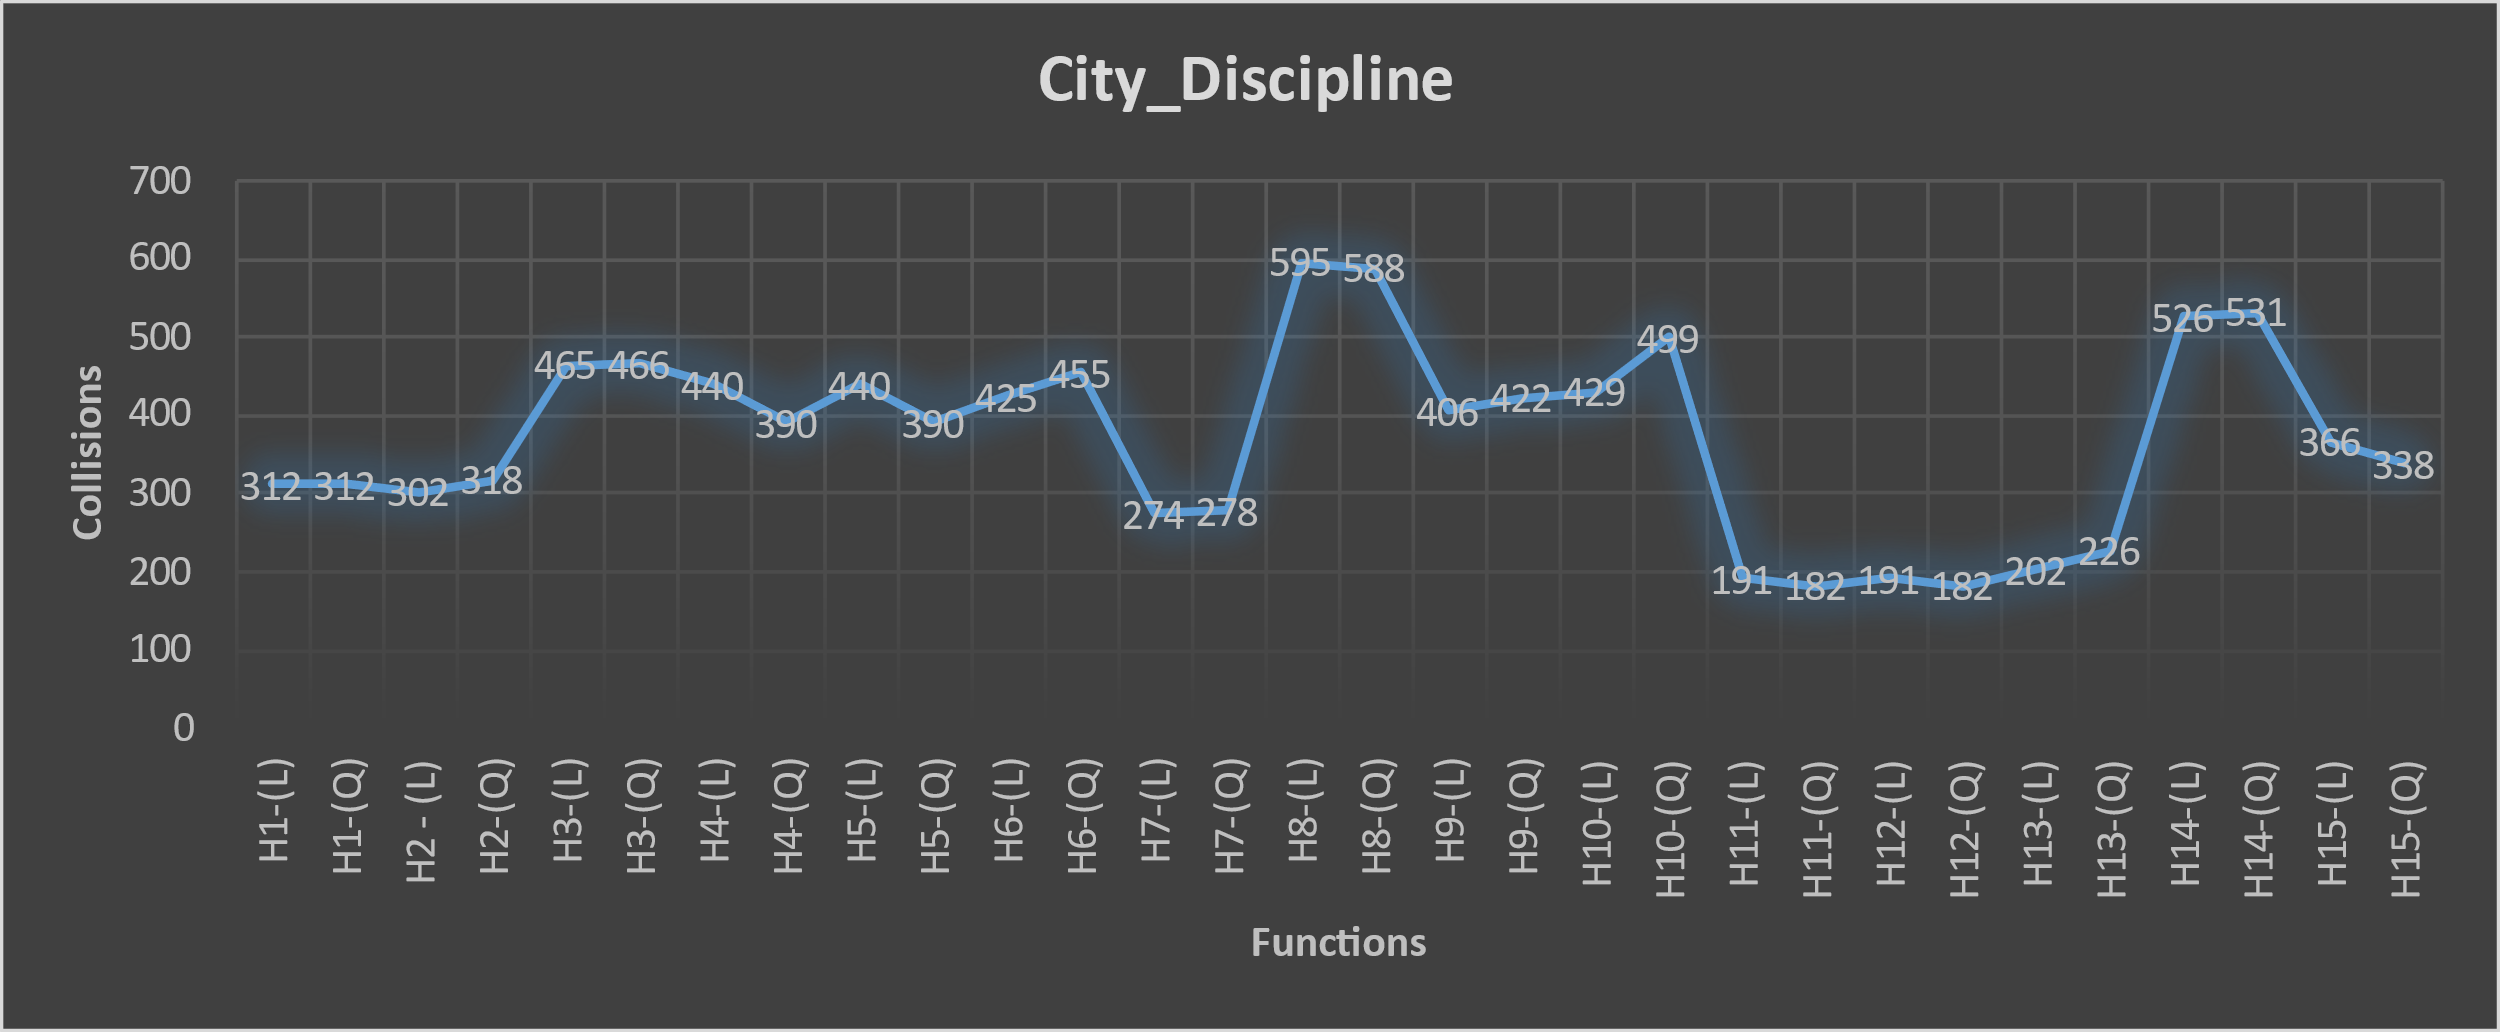 City_Discipline
700
600
500
400
300
200
100
0
Collisions
312 312 302 318 465 466 440 390 440 390 425 455 274 278 595 588 406 422 429 499 191 182 191 182 202 226 526 531 366 338
H1-(L)
H1-(Q)
H2 - (L)
H2-(Q)
H3-(L)
H3-(Q)
H4-(L)
H4-(Q)
H5-(L)
H5-(Q)
H6-(L)
H6-(Q)
H7-(L)
H7-(Q)
H8-(L)
H8-(Q)
H9-(L)
H9-(Q)
H10-(L)
H10-(Q)
H11-(L)
H11-(Q)
H12-(L)
H12-(Q)
H13-(L)
H13-(Q)
H14-(L)
H14-(Q)
H15-(L)
H15-(Q)
Functions